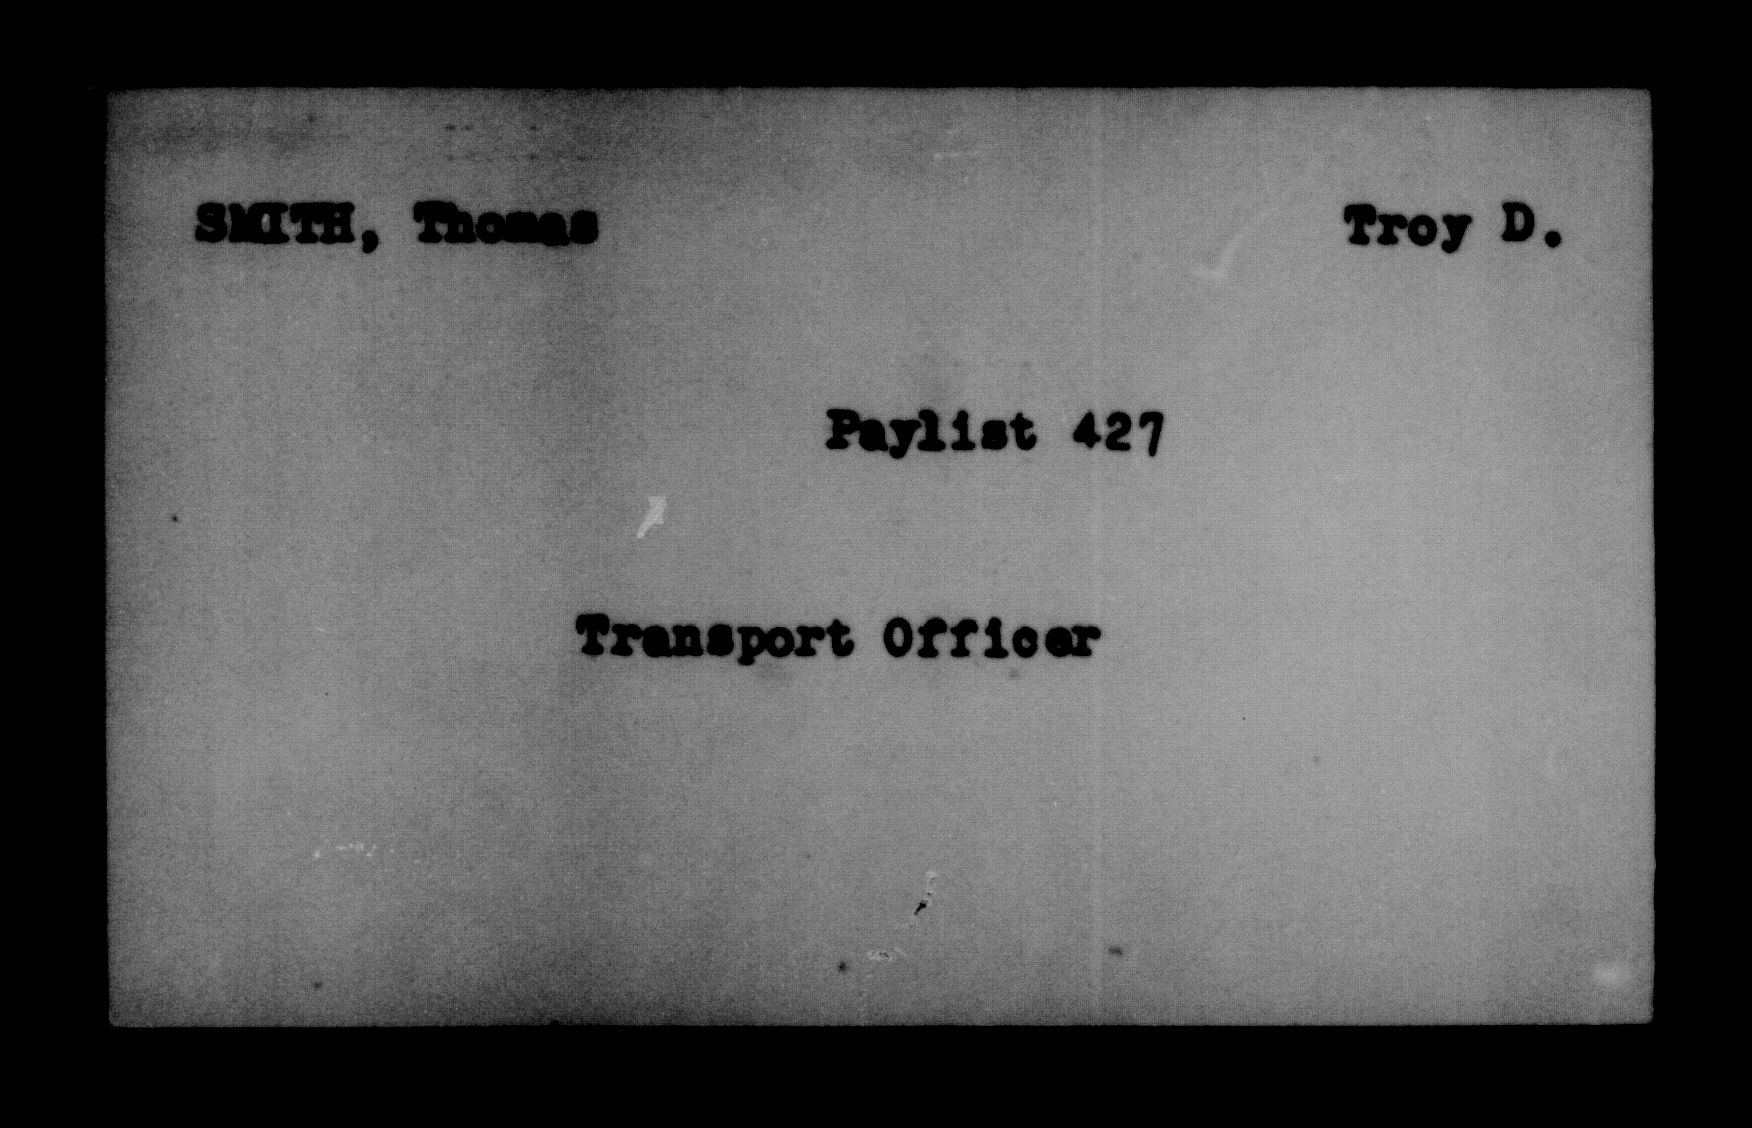 SMITH, Thomas Troy D.
Paylist 427
Transport Officer